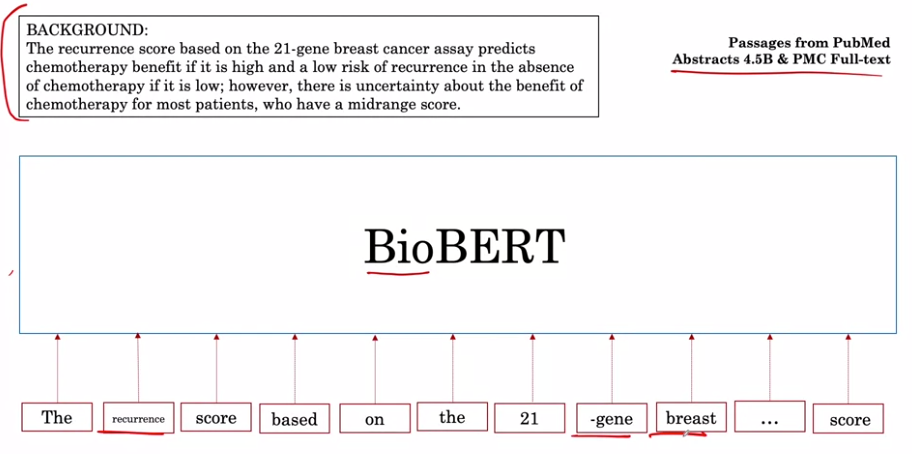 BACKGROUND:
The recurrence score based on the 21-gene breast cancer assay predicts
chemotherapy benefit if it is high and a low risk of recurrence in the absence
of chemotherapy if it is low; however, there is uncertainty about the benefit of
chemotherapy for most patients, who have a midrange score.
Passages from PubMed
Abstracts 4.5B & PMC Full-text
BioBERT
The recurrence score based on the 21 -gene breast ... score